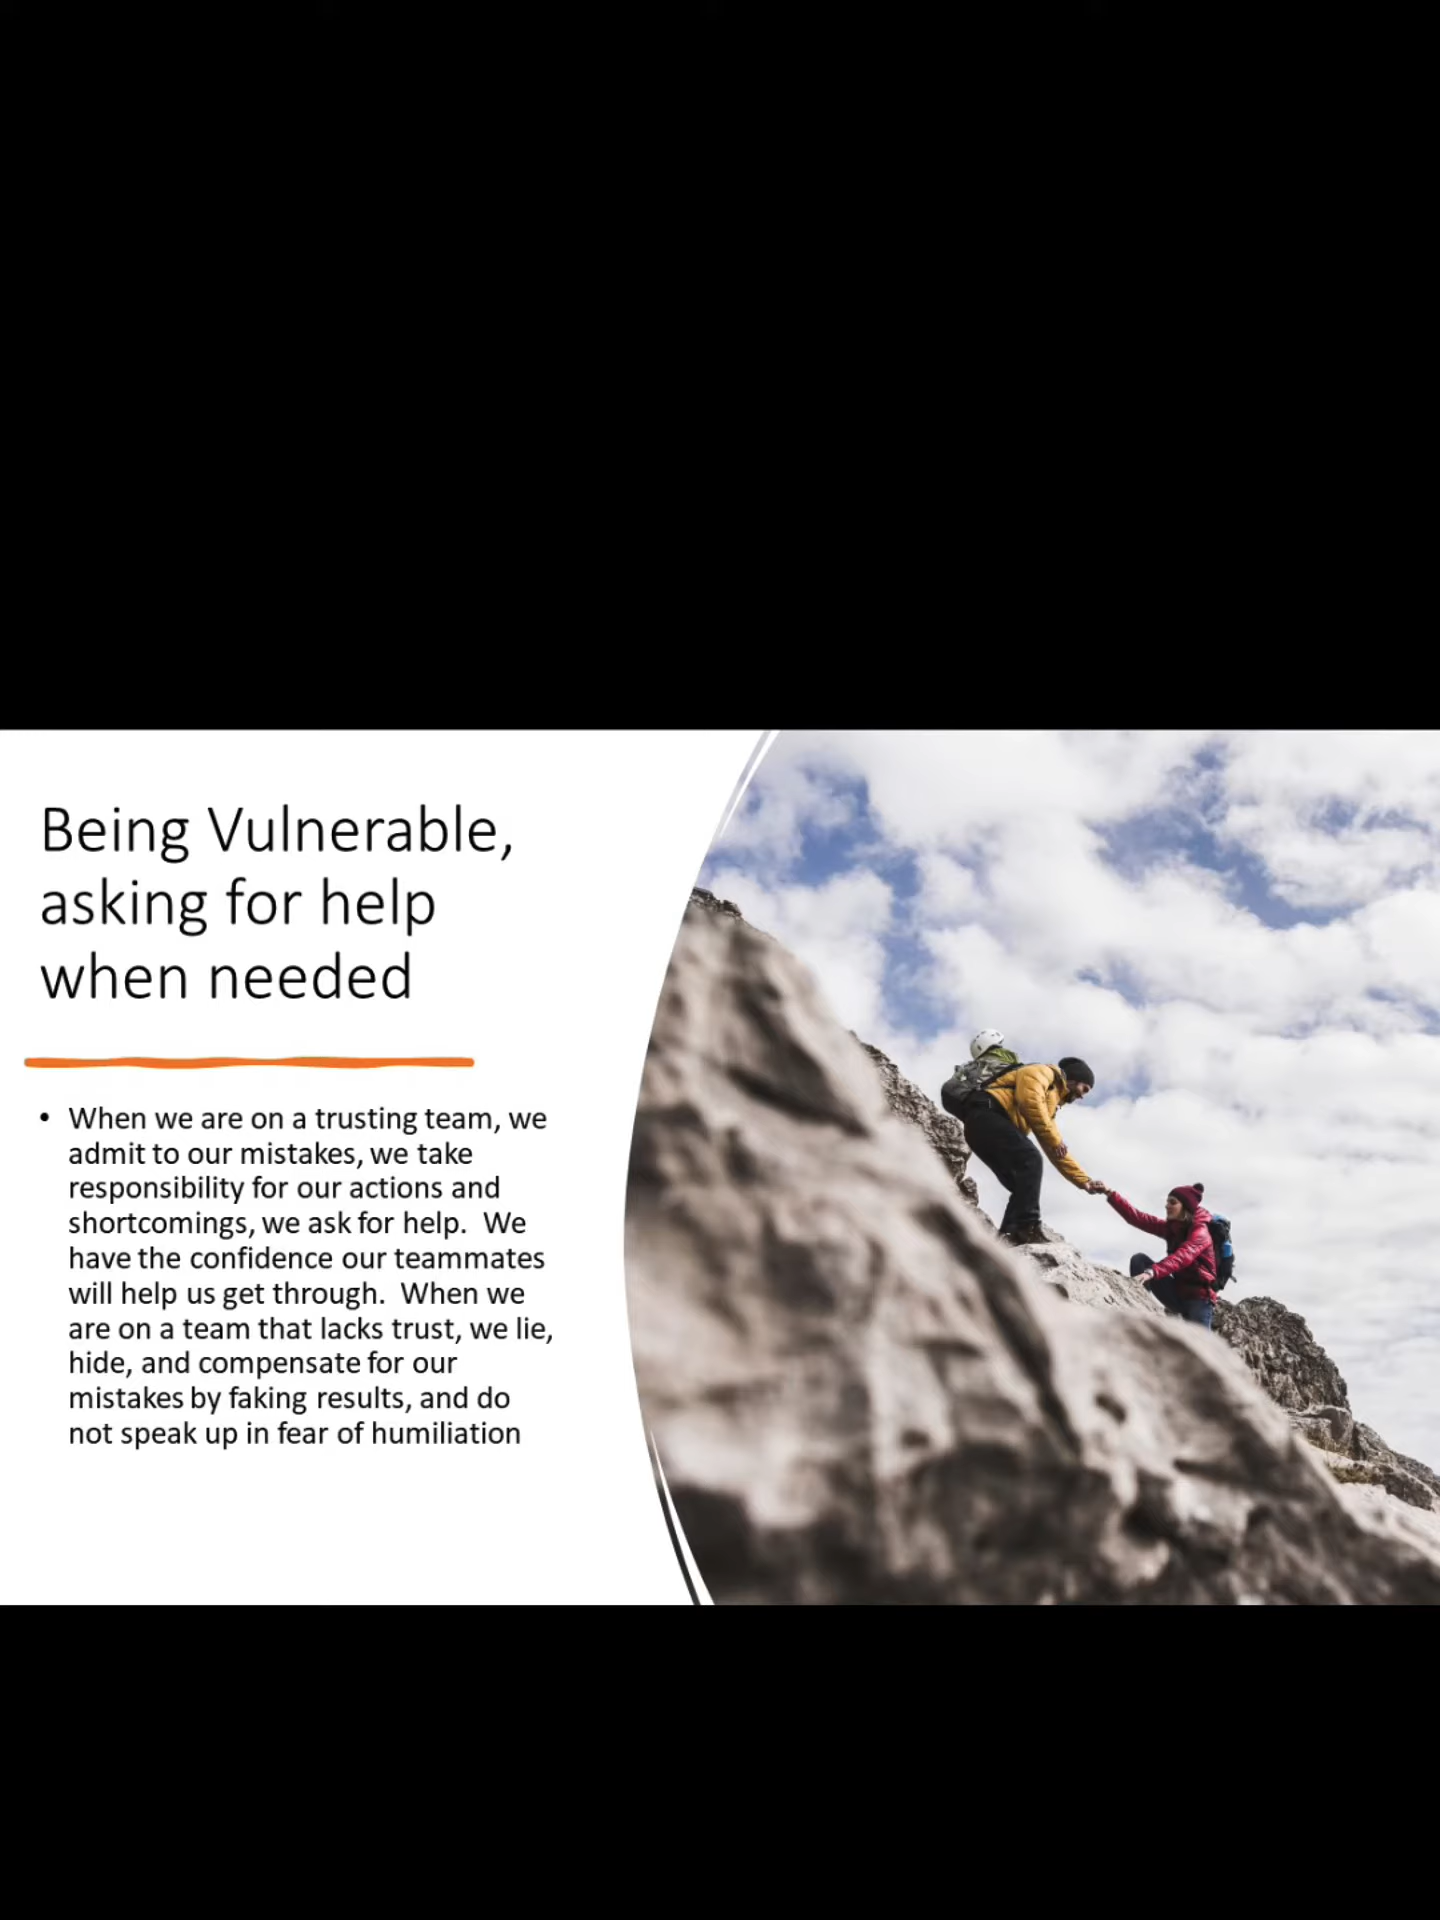 Being Vulnerable,
asking for help
when needed
• When we are on a trusting team, we
admit to our mistakes, we take
responsibility for our actions and
shortcomings, we ask for help.  We
have the confidence our teammates
will help us get through.  When we
are on a team that lacks trust, we lie,
hide, and compensate for our
mistakes by faking results, and do
not speak up in fear of humiliation